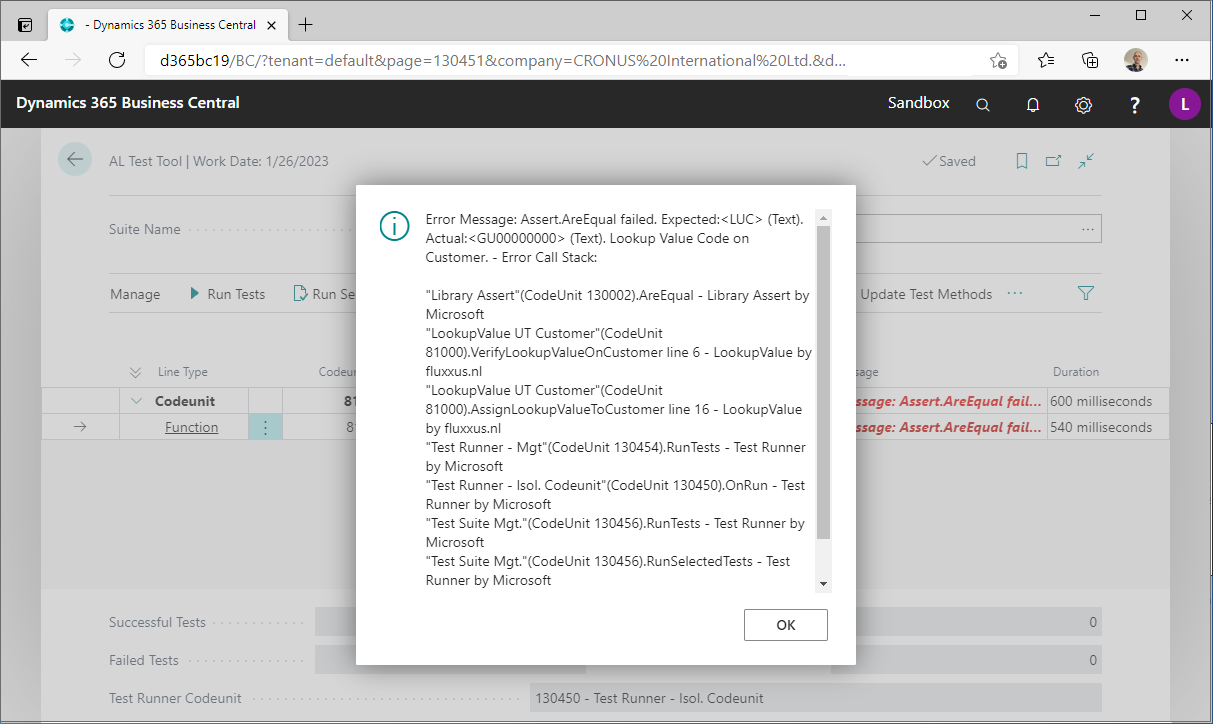 - Dynamics 365 Business Central
d365bc19/BC/?tenant=default&page=130451&company=CRONUS%20International%20Ltd.&d...
Dynamics 365 Business Central
Sandbox
?
L
AL Test Tool | Work Date: 1/26/2023
Saved
Suite Name
...
Manage
Run Tests
Run Se
Update Test Methods
...
Line Type
Codeun
sage
Duration
Codeunit
81
ssage: Assert.AreEqual fail...
600 milliseconds
Function
8
ssage: Assert.AreEqual fail...
540 milliseconds
Error Message: Assert.AreEqual failed. Expected:<LUC> (Text).
Actual:<GU00000000> (Text). Lookup Value Code on
Customer. - Error Call Stack:
"Library Assert"(CodeUnit 130002).AreEqual - Library Assert by
Microsoft
"LookupValue UT Customer"(CodeUnit
81000).VerifyLookupValueOnCustomer line 6 - LookupValue by
fluxxus.nl
"LookupValue UT Customer"(CodeUnit
81000).AssignLookupValueToCustomer line 16 - LookupValue
by fluxxus.nl
"Test Runner - Mgt"(CodeUnit 130454).RunTests - Test Runner
by Microsoft
"Test Runner - Isol. Codeunit"(CodeUnit 130450).OnRun - Test
Runner by Microsoft
"Test Suite Mgt."(CodeUnit 130456).RunTests - Test Runner by
Microsoft
"Test Suite Mgt."(CodeUnit 130456).RunSelectedTests - Test
Runner by Microsoft
OK
Successful Tests
0
Failed Tests
0
Test Runner Codeunit
130450 - Test Runner - Isol. Codeunit